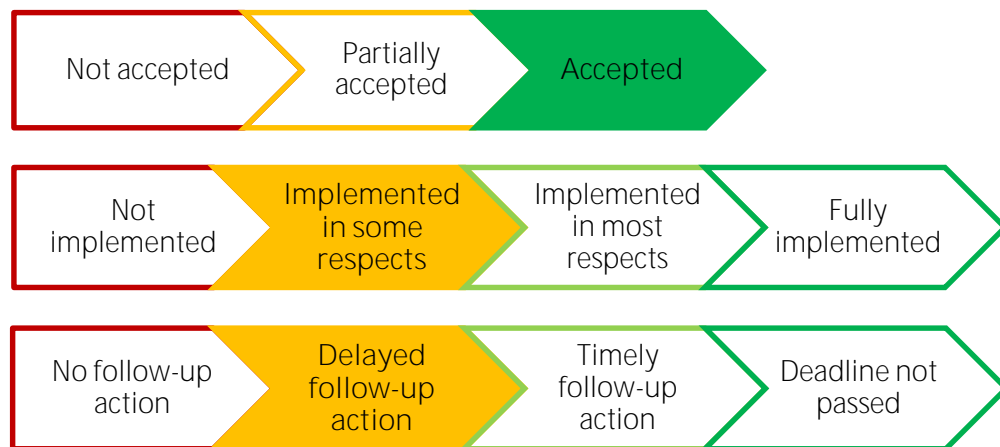 Not accepted
Partially
accepted
Accepted
Not
implemented
Implemented
in some
respects
Implemented
in most
respects
Fully
implemented
No follow-up
action
Delayed
follow-up
action
Timely
follow-up
action
Deadline not
passed